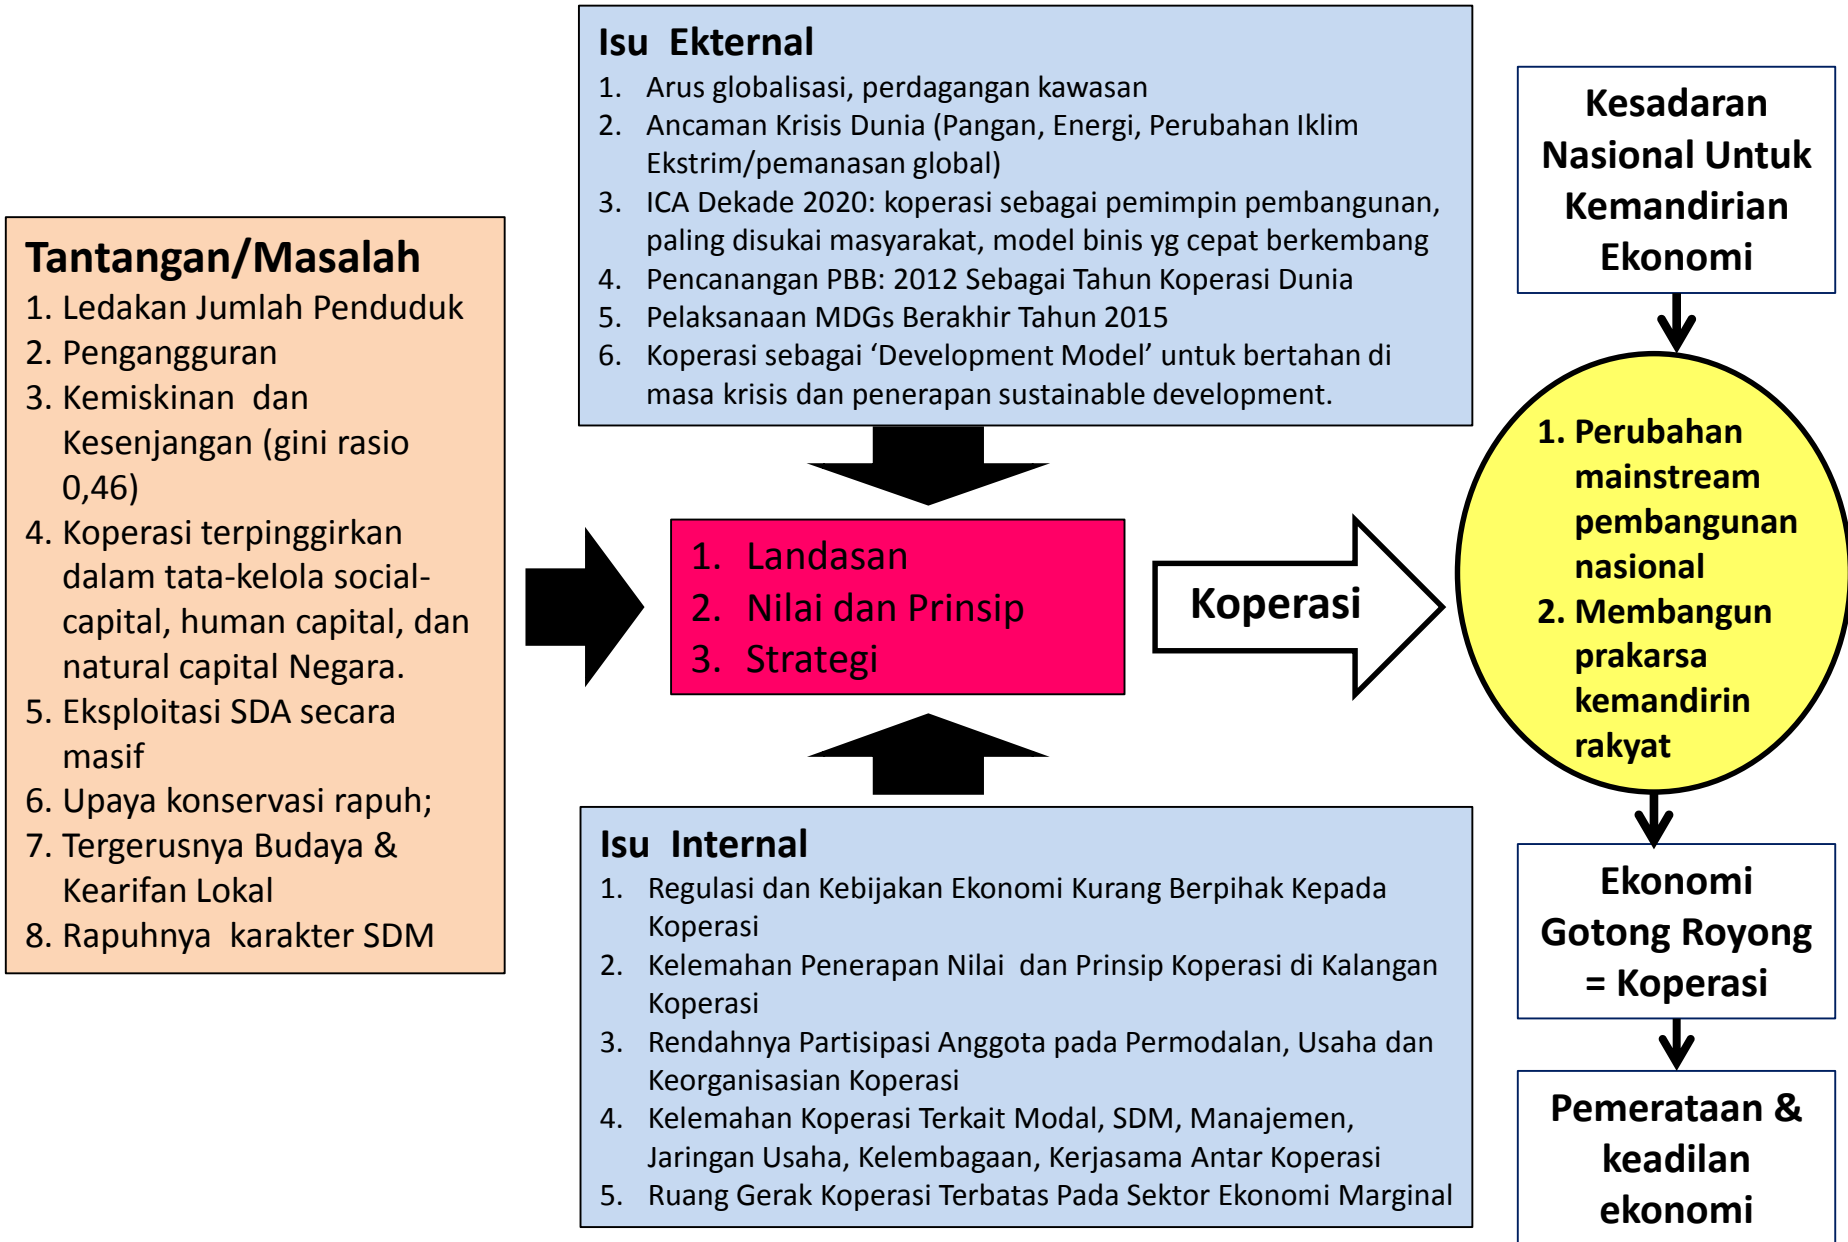 Isu Ekternal
1. Arus globalisasi, perdagangan kawasan
2. Ancaman Krisis Dunia (Pangan, Energi, Perubahan Iklim
Ekstrim/pemanasan global)
3. ICA Dekade 2020: koperasi sebagai pemimpin pembangunan,
paling disukai masyarakat, model binis yg cepat berkembang
4. Pencanangan PBB: 2012 Sebagai Tahun Koperasi Dunia
5. Pelaksanaan MDGs Berakhir Tahun 2015
6. Koperasi sebagai ‘Development Model’ untuk bertahan di
masa krisis dan penerapan sustainable development.
Tantangan/Masalah
1. Ledakan Jumlah Penduduk
2. Pengangguran
3. Kemiskinan dan
Kesenjangan (gini rasio
0,46)
4. Koperasi terpinggirkan
dalam tata-kelola social-
capital, human capital, dan
natural capital Negara.
5. Eksploitasi SDA secara
masif
6. Upaya konservasi rapuh;
7. Tergerusnya Budaya &
Kearifan Lokal
8. Rapuhnya karakter SDM
1. Landasan
2. Nilai dan Prinsip
3. Strategi
Koperasi
Isu Internal
1. Regulasi dan Kebijakan Ekonomi Kurang Berpihak Kepada
Koperasi
2. Kelemahan Penerapan Nilai dan Prinsip Koperasi di Kalangan
Koperasi
3. Rendahnya Partisipasi Anggota pada Permodalan, Usaha dan
Keorganisasian Koperasi
4. Kelemahan Koperasi Terkait Modal, SDM, Manajemen,
Jaringan Usaha, Kelembagaan, Kerjasama Antar Koperasi
5. Ruang Gerak Koperasi Terbatas Pada Sektor Ekonomi Marginal
Kesadaran
Nasional Untuk
Kemandirian
Ekonomi
1. Perubahan
mainstream
pembangunan
nasional
2. Membangun
prakarsa
kemandirin
rakyat
Ekonomi
Gotong Royong
= Koperasi
Pemerataan &
keadilan
ekonomi